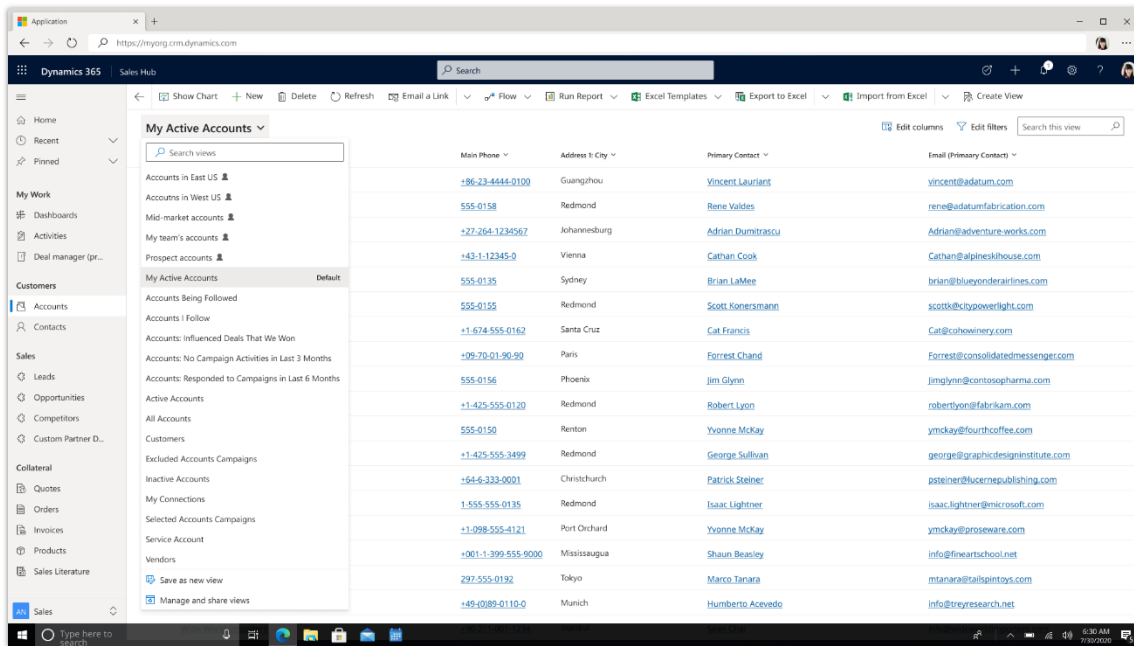 Application
https://myorg.crm.dynamics.com
Dynamics 365 Sales Hub Search
Show Chart New Delete Refresh Email a Link Flow Run Report Excel Templates Export to Excel Import from Excel Create View
Home
Recent
Pinned
My Work
Dashboards
Activities
Deal manager (pr...
Customers
Accounts
Contacts
Sales
Leads
Opportunities
Competitors
Custom Partner D...
Collateral
Quotes
Orders
Invoices
Products
Sales Literature
AN Sales
My Active Accounts
Edit columns Edit filters Search this view
Search views
Accounts in East US
Accoutns in West US
Mid-market accounts
My team's accounts
Prospect accounts
My Active Accounts Default
Accounts Being Followed
Accounts I Follow
Accounts: Influenced Deals That We Won
Accounts: No Campaign Activities in Last 3 Months
Accounts: Responded to Campaigns in Last 6 Months
Active Accounts
All Accounts
Customers
Excluded Accounts Campaigns
Inactive Accounts
My Connections
Selected Accounts Campaigns
Service Account
Vendors
Save as new view
Manage and share views
Main Phone Address 1: City Primary Contact Email (Primaary Contact)
+86-23-4444-0100 Guangzhou Vincent Lauriant vincent@adatum.com
555-0158 Redmond Rene Valdes rene@adatumfabrication.com
+27-264-1234567 Johannesburg Adrian Dumitrascu Adrian@adventure-works.com
+43-1-12345-0 Vienna Cathan Cook Cathan@alpineskihouse.com
555-0135 Sydney Brian LaMee brian@blueyonderairlines.com
555-0155 Redmond Scott Konersmann scottk@citypowerlight.com
+1-674-555-0162 Santa Cruz Cat Francis Cat@cohowinery.com
+09-70-01-90-90 Paris Forrest Chand Forrest@consolidatedmessenger.com
555-0156 Phoenix Jim Glynn Jimglynn@contosopharma.com
+1-425-555-0120 Redmond Robert Lyon robertlyon@fabrikam.com
555-0150 Renton Yvonne McKay ymckay@fourthcoffee.com
+1-425-555-3499 Redmond George Sullivan george@graphicdesigninstitute.com
+64-6-333-0001 Christchurch Patrick Steiner psteiner@lucernepublishing.com
1-555-555-0135 Redmond Isaac Lightner isaac.lightner@microsoft.com
+1-098-555-4121 Port Orchard Yvonne McKay ymckay@proseware.com
+001-1-399-555-9000 Mississaugua Shaun Beasley info@fineartschool.net
297-555-0192 Tokyo Marco Tanara mtanara@tailspintoys.com
+49-(0)89-0110-0 Munich Humberto Acevedo info@treyresearch.net
Type here to
search
6:30 AM
7/30/2020